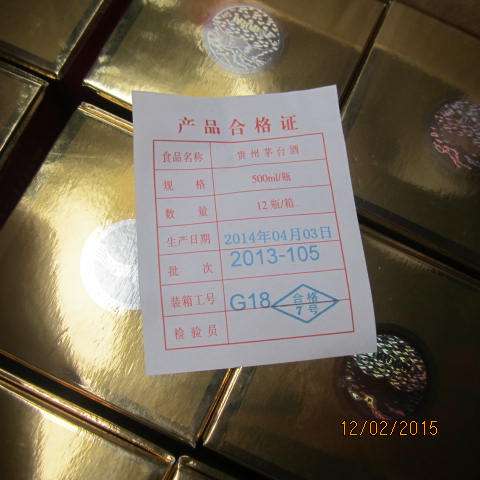 产品合格证
食品名称 贵州茅台酒
规格 500ml/瓶
数量 12瓶/箱
生产日期 2014年04月03日
批次 2013-105
装箱工号 G18
检验员 合格
7号
12/02/2015